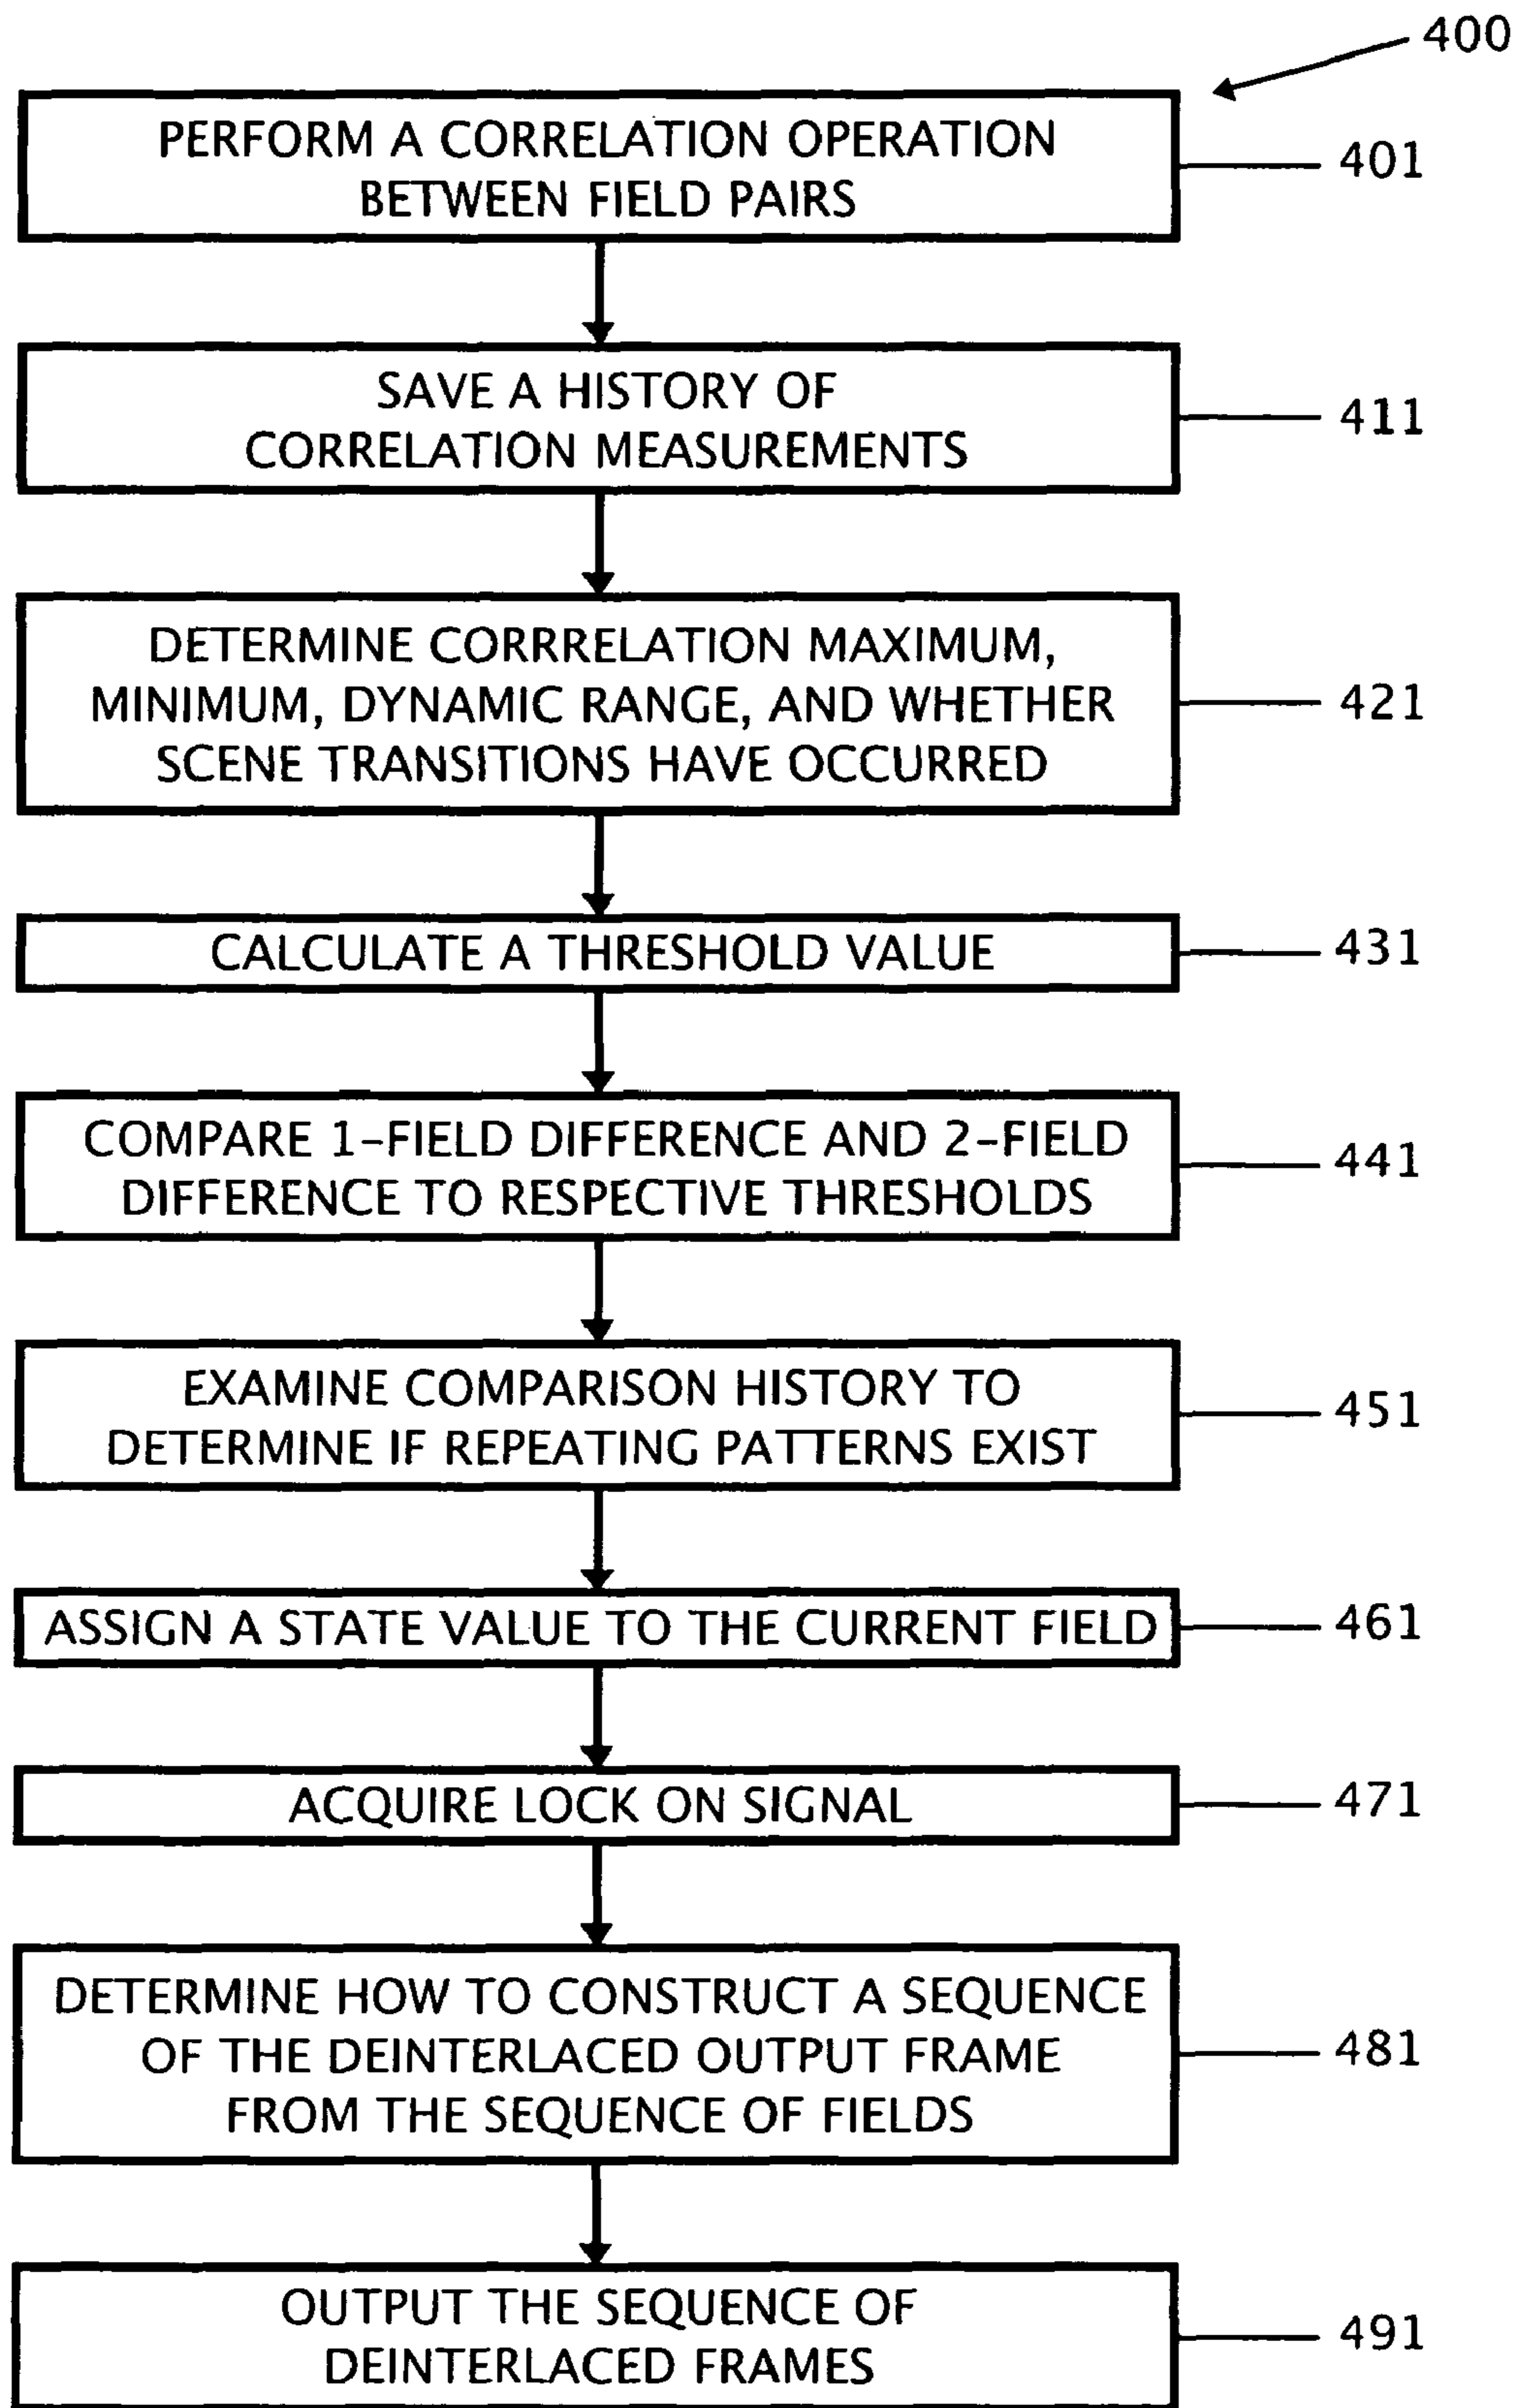 400
PERFORM A CORRELATION OPERATION
BETWEEN FIELD PAIRS
401
SAVE A HISTORY OF
CORRELATION MEASUREMENTS
411
DETERMINE CORRRELATION MAXIMUM,
MINIMUM, DYNAMIC RANGE, AND WHETHER
SCENE TRANSITIONS HAVE OCCURRED
421
CALCULATE A THRESHOLD VALUE
431
COMPARE 1-FIELD DIFFERENCE AND 2-FIELD
DIFFERENCE TO RESPECTIVE THRESHOLDS
441
EXAMINE COMPARISON HISTORY TO
DETERMINE IF REPEATING PATTERNS EXIST
451
ASSIGN A STATE VALUE TO THE CURRENT FIELD
461
ACQUIRE LOCK ON SIGNAL
471
DETERMINE HOW TO CONSTRUCT A SEQUENCE
OF THE DEINTERLACED OUTPUT FRAME
FROM THE SEQUENCE OF FIELDS
481
OUTPUT THE SEQUENCE OF
DEINTERLACED FRAMES
491